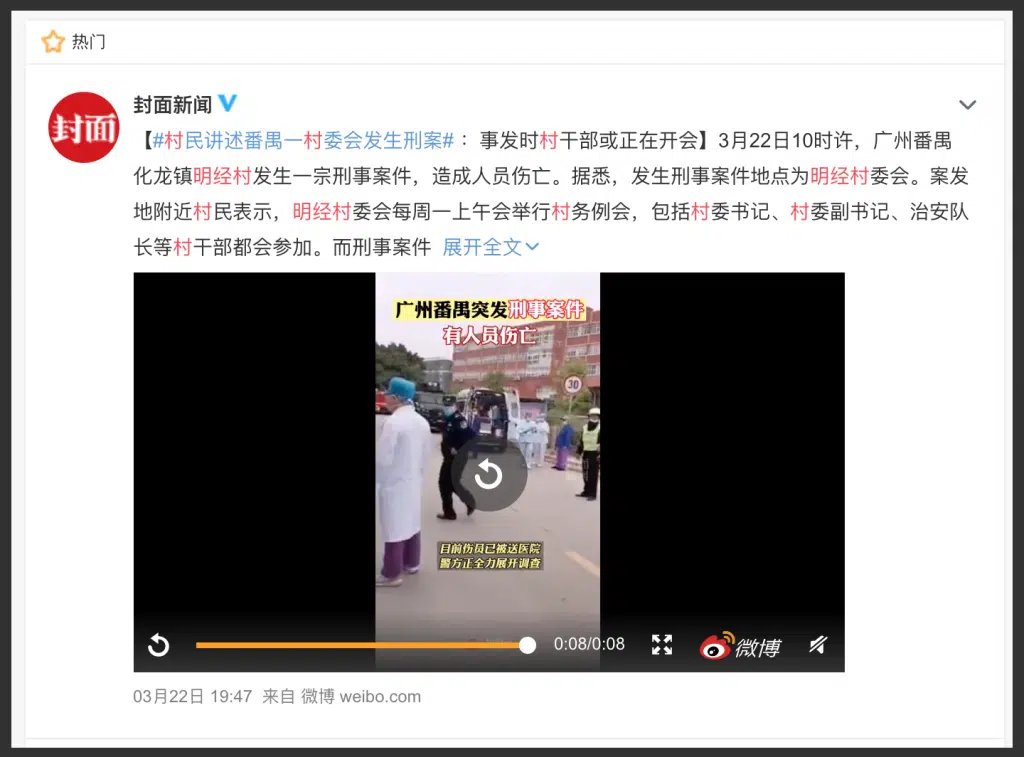 热门
封面
封面新闻
【#村民讲述番禺一村委会发生刑案#：事发时村干部或正在开会】3月22日10时许，广州番禺
化龙镇明经村发生一宗刑事案件，造成人员伤亡。据悉，发生刑事案件地点为明经村委会。案发
地附近村民表示，明经村委会每周一上午会举行村务例会，包括村委书记、村委副书记、治安队
长等村干部都会参加。而刑事案件 展开全文
广州番禺突发刑事案件
有人员伤亡
30
目前伤员已被送医院
警方正全力展开调查
0:08/0:08
微博
03月22日 19:47 来自 微博 weibo.com